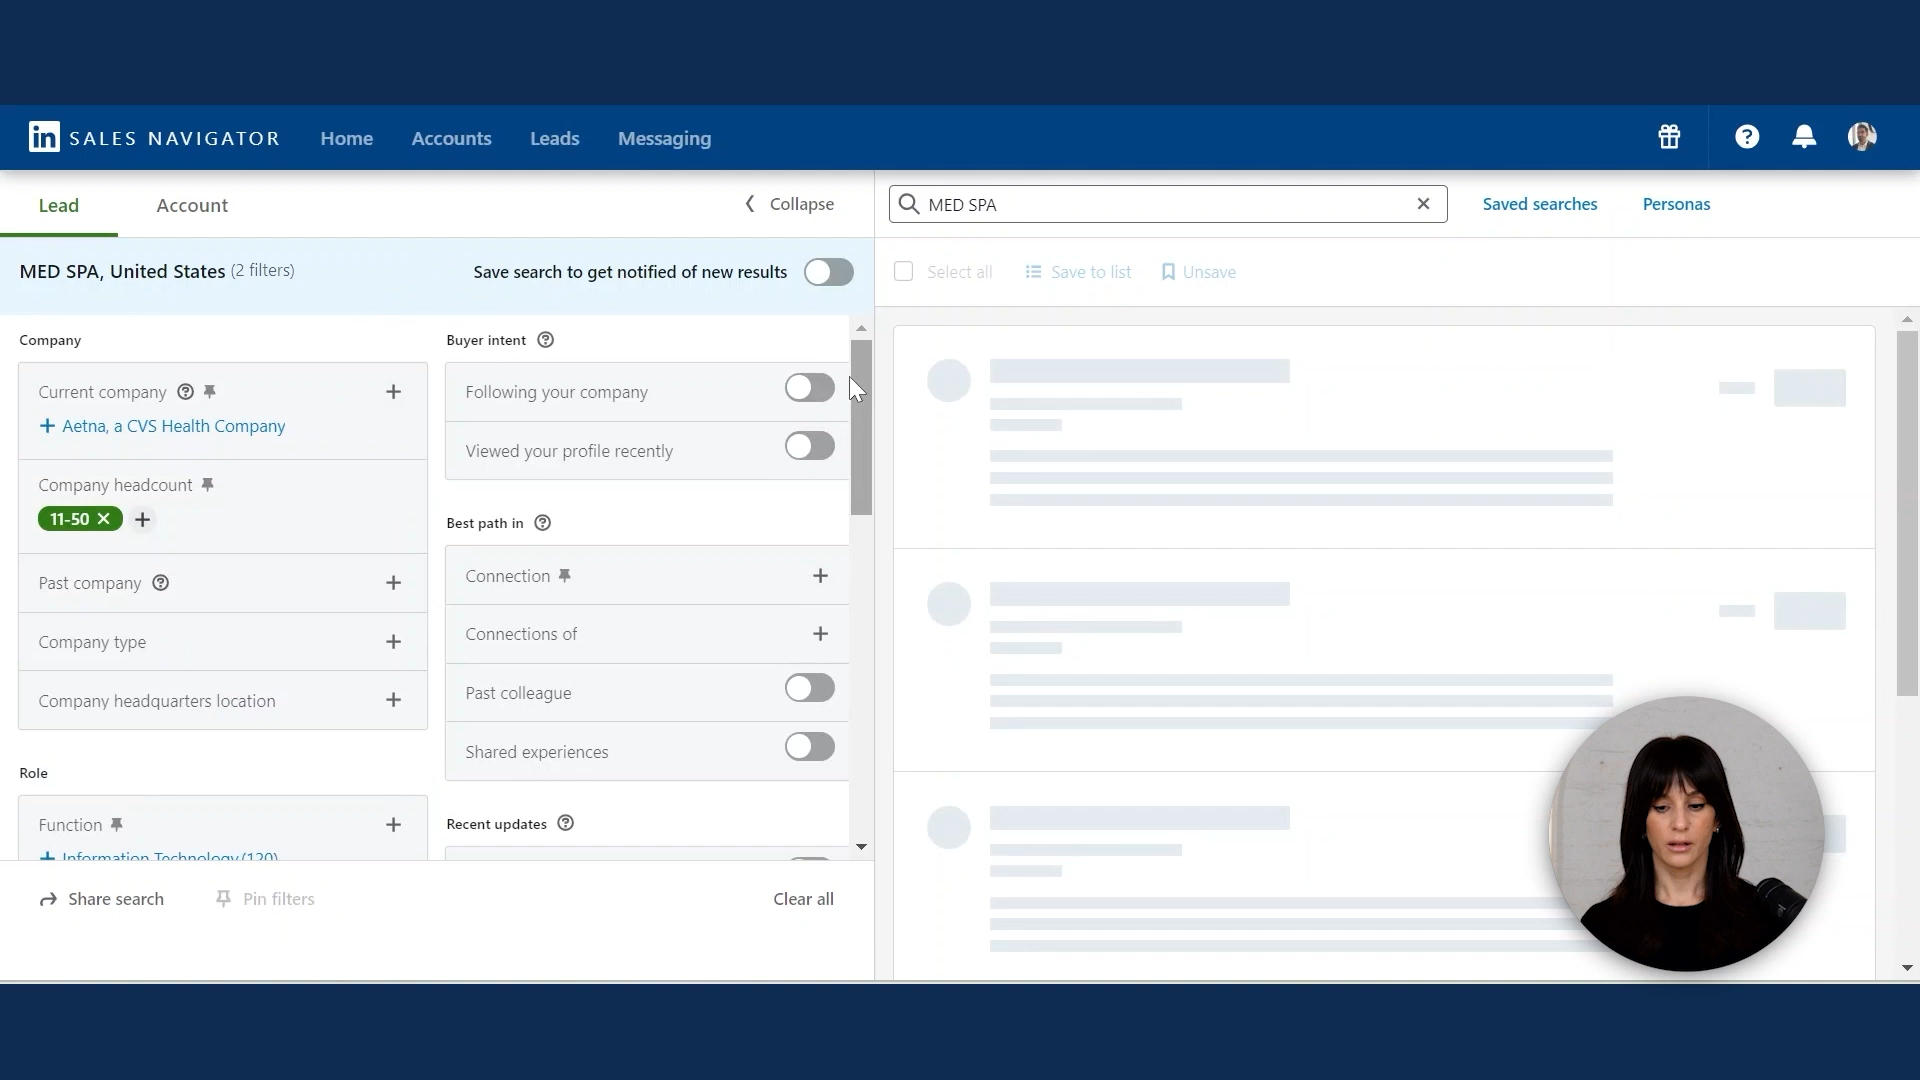 in SALES NAVIGATOR Home Accounts Leads Messaging
Lead Account Collapse
MED SPA
Saved searches Personas
MED SPA, United States (2 filters)
Save search to get notified of new results
Select all Save to list Unsave
Company
Current company
+ Aetna, a CVS Health Company
Company headcount
11-50
Past company
Company type
Company headquarters location
Role
Function
+ Information Technology (120)
Buyer intent
Following your company
Viewed your profile recently
Best path in
Connection
Connections of
Past colleague
Shared experiences
Recent updates
Share search Pin filters Clear all